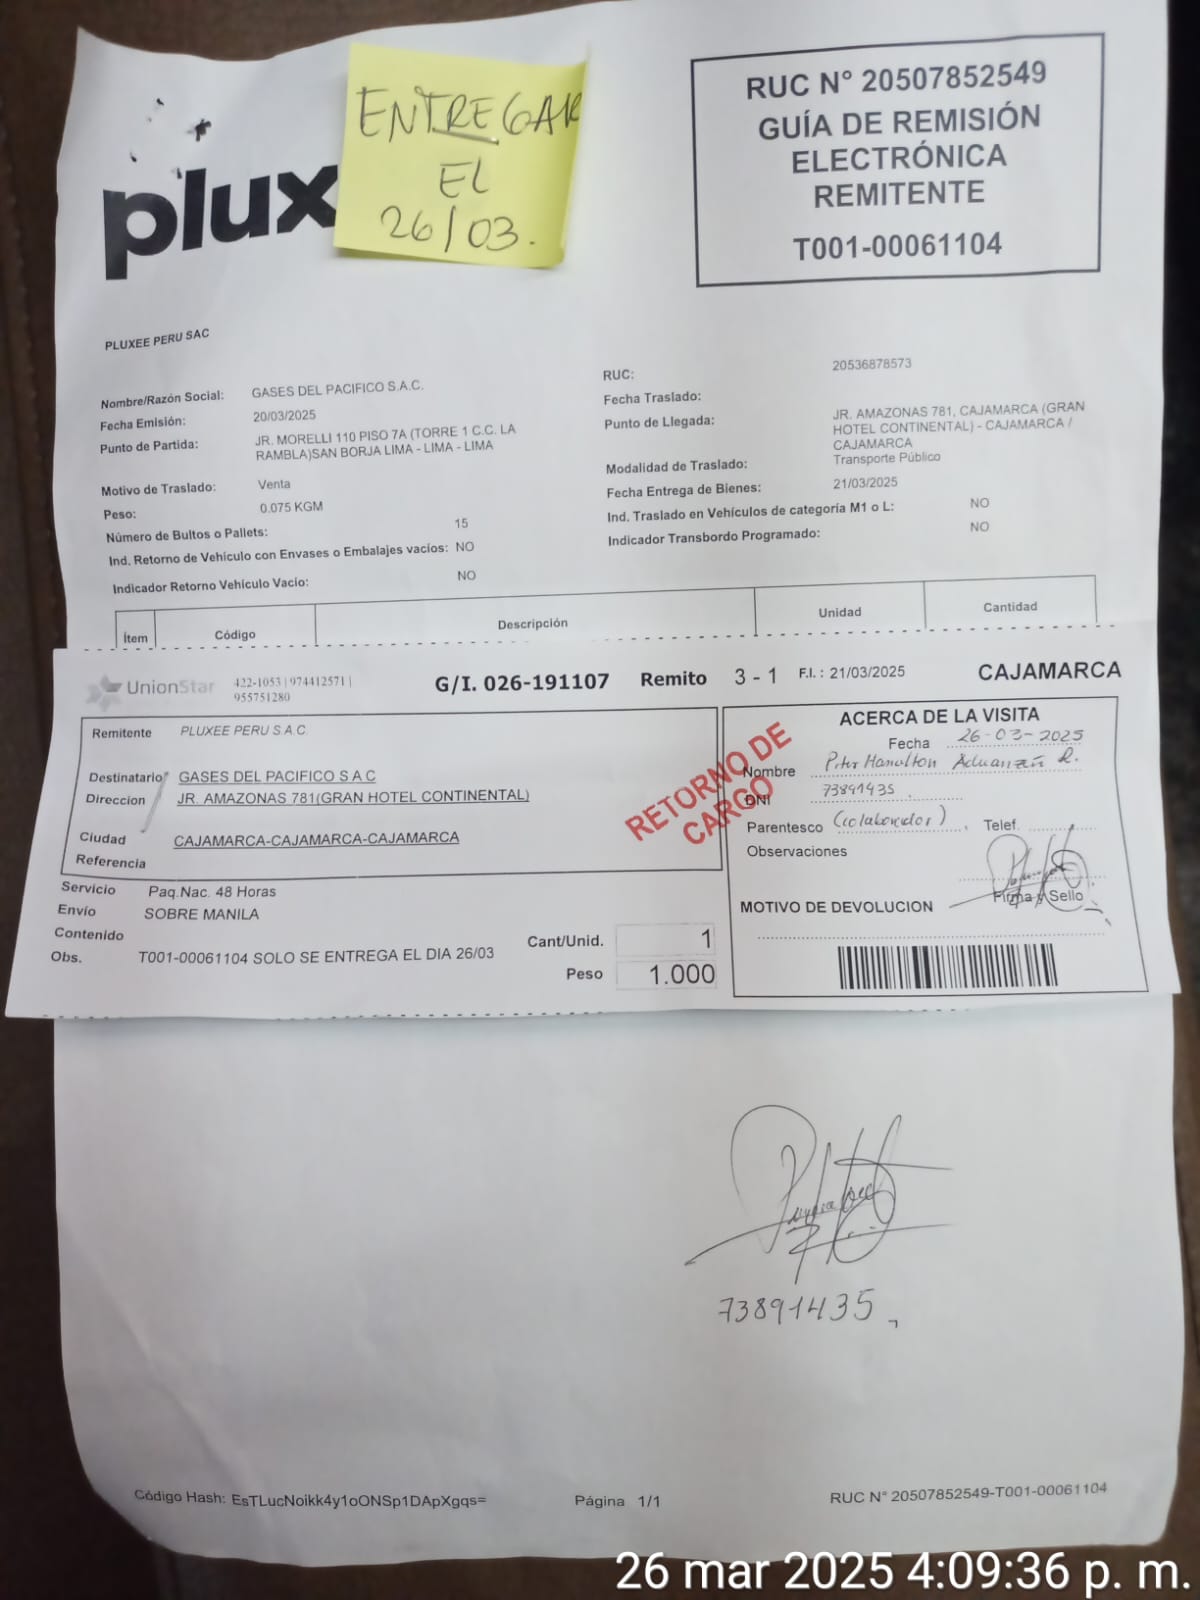 ENTREGAR
EL
26/03.
plux
RUC N° 20507852549
GUÍA DE REMISIÓN
ELECTRÓNICA
REMITENTE
T001-00061104
PLUXEE PERU SAC
Nombre/Razón Social: GASES DEL PACIFICO S.A.C.
Fecha Emisión: 20/03/2025
Punto de Partida: JR. MORELLI 110 PISO 7A (TORRE 1 C.C. LA
RAMBLA)SAN BORJA LIMA - LIMA - LIMA
Motivo de Traslado: Venta
Peso: 0.075 KGM
Número de Bultos o Pallets: 15
Ind. Retorno de Vehículo con Envases o Embalajes vacíos: NO
Indicador Retorno Vehículo Vacío: NO
RUC: 20536878573
Fecha Traslado:
Punto de Llegada: JR. AMAZONAS 781, CAJAMARCA (GRAN
HOTEL CONTINENTAL) - CAJAMARCA /
CAJAMARCA
Modalidad de Traslado: Transporte Público
Fecha Entrega de Bienes: 21/03/2025
Ind. Traslado en Vehículos de categoría M1 o L: NO
Indicador Transbordo Programado: NO
Ítem Código Descripción Unidad Cantidad
UnionStar 422-1053 | 974412571 |
955751280
G/I. 026-191107 Remito 3 - 1 F.I. : 21/03/2025 CAJAMARCA
Remitente PLUXEE PERU S.A.C.
Destinatario GASES DEL PACIFICO S A C
Direccion JR. AMAZONAS 781(GRAN HOTEL CONTINENTAL)
Ciudad CAJAMARCA-CAJAMARCA-CAJAMARCA
Referencia
RETORNO DE
CARGO
Servicio Paq.Nac. 48 Horas
Envío SOBRE MANILA
Contenido
Obs. T001-00061104 SOLO SE ENTREGA EL DIA 26/03
Cant/Unid. 1
Peso 1.000
ACERCA DE LA VISITA
Fecha 26-03-2025
Nombre Peter Hamilton R.
DNI 73891435.
Parentesco (colaborador) Telef.
Observaciones
Firma y Sello
MOTIVO DE DEVOLUCION
73891435
Código Hash: EsTLucNoikk4y1oONSp1DApXgqs=
Página 1/1
RUC N° 20507852549-T001-00061104
26 mar 2025 4:09:36 p. m.